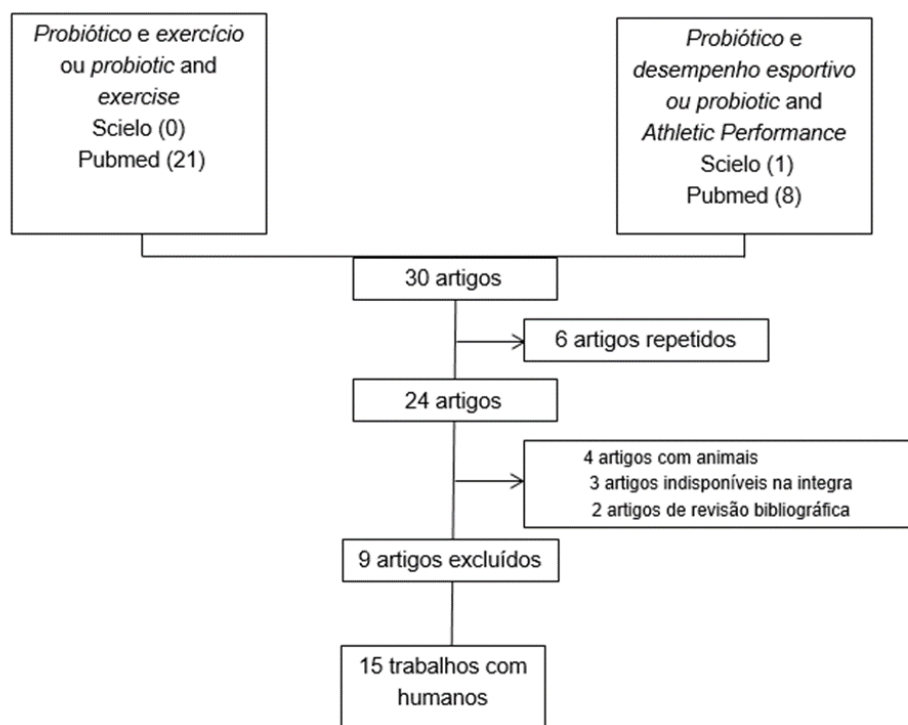 Probiótico e exercício
ou probiotic and
exercise
Scielo (0)
Pubmed (21)
Probiótico e
desempenho esportivo
ou probiotic and
Athletic Performance
Scielo (1)
Pubmed (8)
30 artigos
6 artigos repetidos
24 artigos
4 artigos com animais
3 artigos indisponíveis na integra
2 artigos de revisão bibliográfica
9 artigos excluídos
15 trabalhos com
humanos